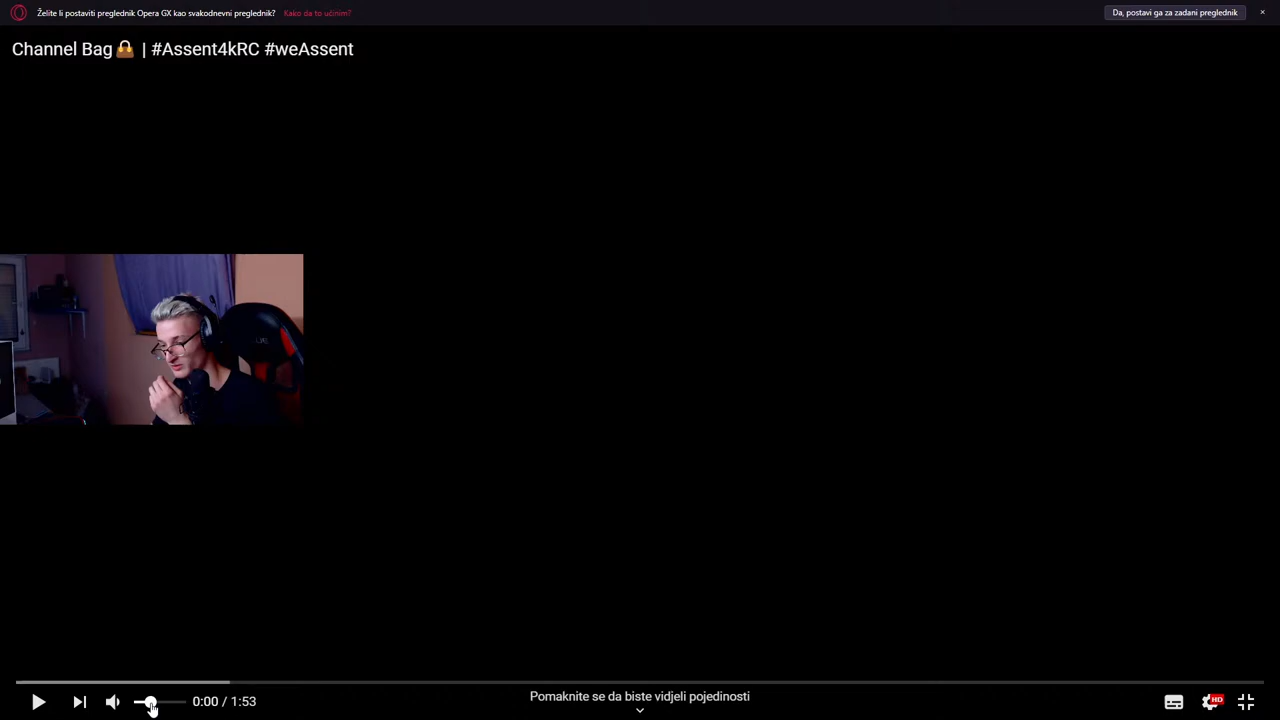 Želite li postaviti preglednik Opera GX kao svakodnevni preglednik? Kako da to učinim? Da, postavi ga za zadani preglednik
Channel Bag👜 | #Assent4kRC #weAssent
0:00 / 1:53
Pomaknite se da biste vidjeli pojedinosti
HD